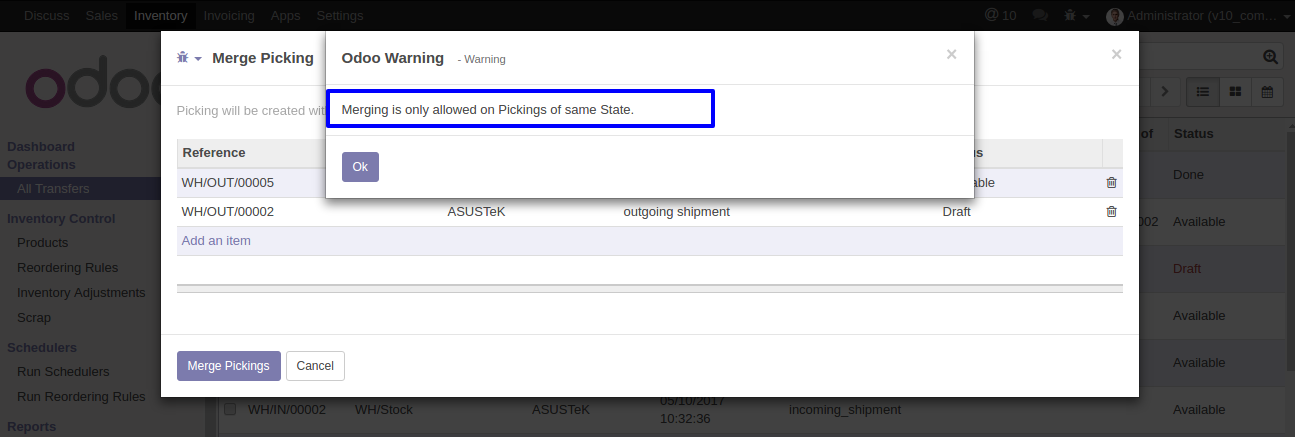 Discuss Sales Inventory Invoicing Apps Settings @ 10 Administrator (v10_com...
odoo
Merge Picking
Odoo Warning - Warning
Picking will be created with
Merging is only allowed on Pickings of same State.
Ok
Reference
WH/OUT/00005
WH/OUT/00002 ASUSTeK outgoing shipment Draft
Add an item
Merge Pickings Cancel
Dashboard
Operations
All Transfers
Inventory Control
Products
Reordering Rules
Inventory Adjustments
Scrap
Schedulers
Run Schedulers
Run Reordering Rules
Reports
of Status
Done
002 Available
Draft
Available
Available
WH/IN/00002 WH/Stock ASUSTeK 05/10/2017
10:32:36 incoming_shipment Available